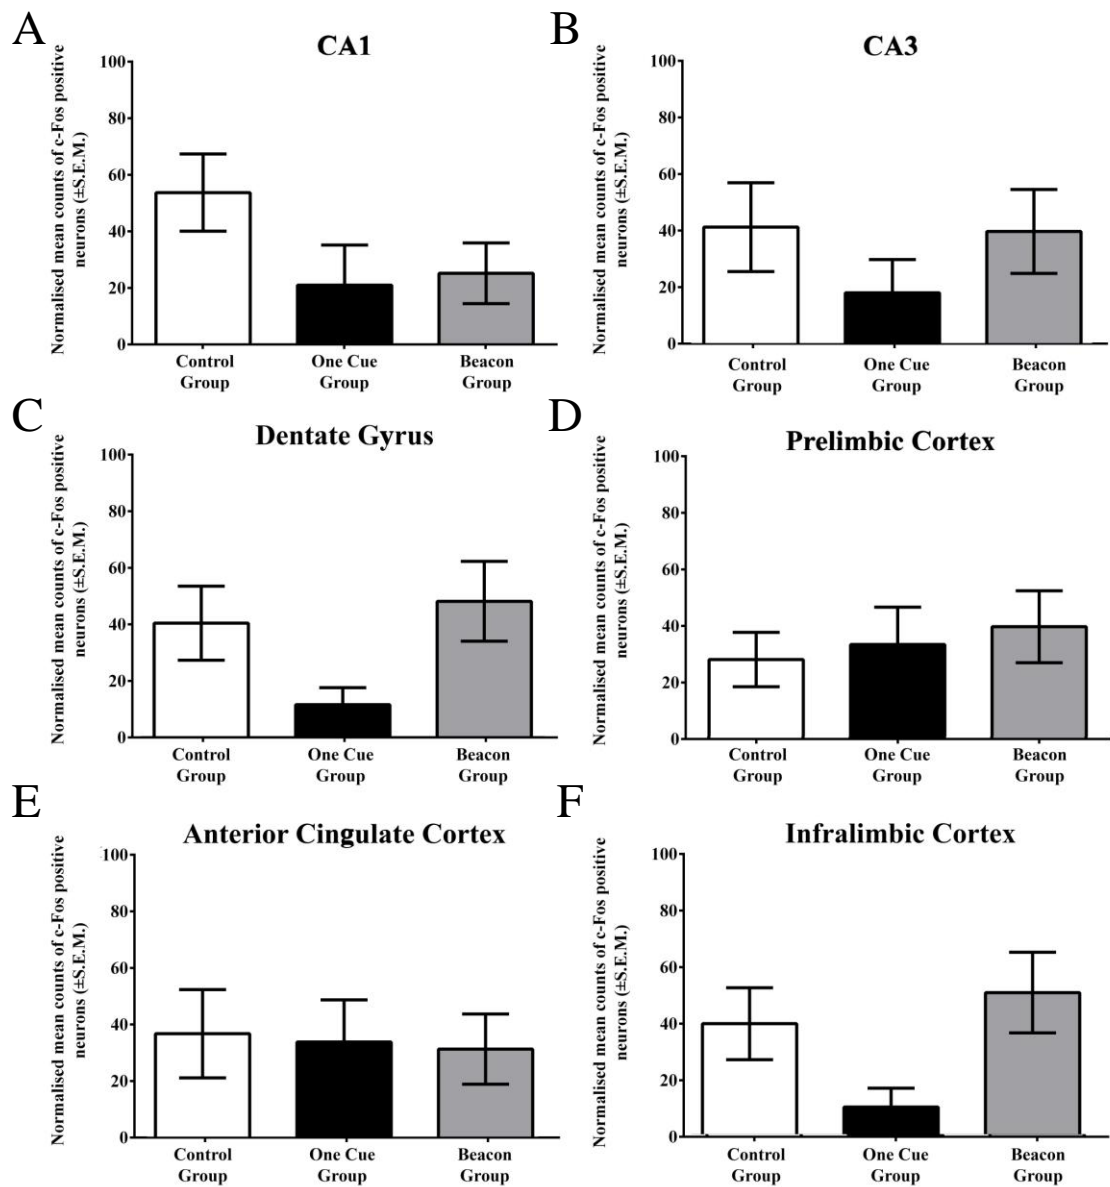 A
CA1
Normalised mean counts of c-Fos positive
neurons (±S.E.M.)
100
80
60
40
20
0
Control
Group
One Cue
Group
Beacon
Group
B
CA3
Normalised mean counts of c-Fos positive
neurons (±S.E.M.)
100
80
60
40
20
0
Control
Group
One Cue
Group
Beacon
Group
C
Dentate Gyrus
Normalised mean counts of c-Fos positive
neurons (±S.E.M.)
100
80
60
40
20
0
Control
Group
One Cue
Group
Beacon
Group
D
Prelimbic Cortex
Normalised mean counts of c-Fos positive
neurons (±S.E.M.)
100
80
60
40
20
0
Control
Group
One Cue
Group
Beacon
Group
E
Anterior Cingulate Cortex
Normalised mean counts of c-Fos positive
neurons (±S.E.M.)
100
80
60
40
20
0
Control
Group
One Cue
Group
Beacon
Group
F
Infralimbic Cortex
Normalised mean counts of c-Fos positive
neurons (±S.E.M.)
100
80
60
40
20
0
Control
Group
One Cue
Group
Beacon
Group